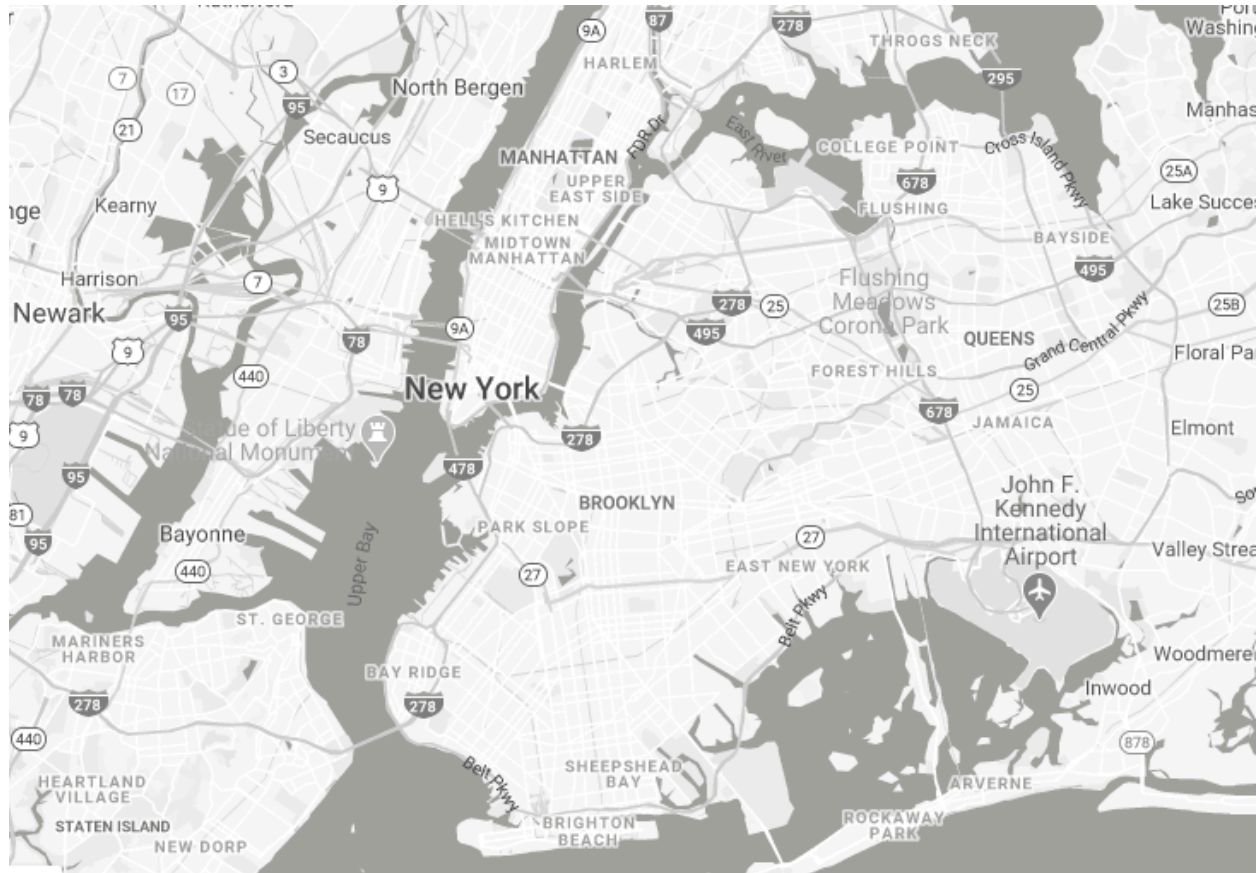 87
278
Port
Washing
9A
THROGS NECK
HARLEM
3
7
17
95
295
North Bergen
21
Secaucus
FDR Dr
East River
Manhas
COLLEGE POINT
Cross Island Pkwy
MANHATTAN
UPPER
EAST SIDE
678
25A
9
nge
Kearny
HELL'S KITCHEN
FLUSHING
Lake Succes
MIDTOWN
MANHATTAN
BAYSIDE
Harrison
7
495
Newark
95
Flushing
Meadows
Corona Park
278
25
25B
9A
495
9
78
QUEENS
Grand Central Pkwy
Floral Pa
440
New York
FOREST HILLS
78
78
25
678
JAMAICA
9
Statue of Liberty
National Monument
278
Elmont
478
95
BROOKLYN
John F.
Kennedy
International
Airport
So
81
Bayonne
Upper Bay
PARK SLOPE
27
95
Valley Strea
440
27
EAST NEW YORK
Belt Pkwy
ST. GEORGE
MARINERS
HARBOR
BAY RIDGE
Woodmere
278
278
Inwood
440
878
Belt Pkwy
SHEEPSHEAD
BAY
HEARTLAND
VILLAGE
ARVERNE
STATEN ISLAND
BRIGHTON
BEACH
ROCKAWAY
PARK
NEW DORP